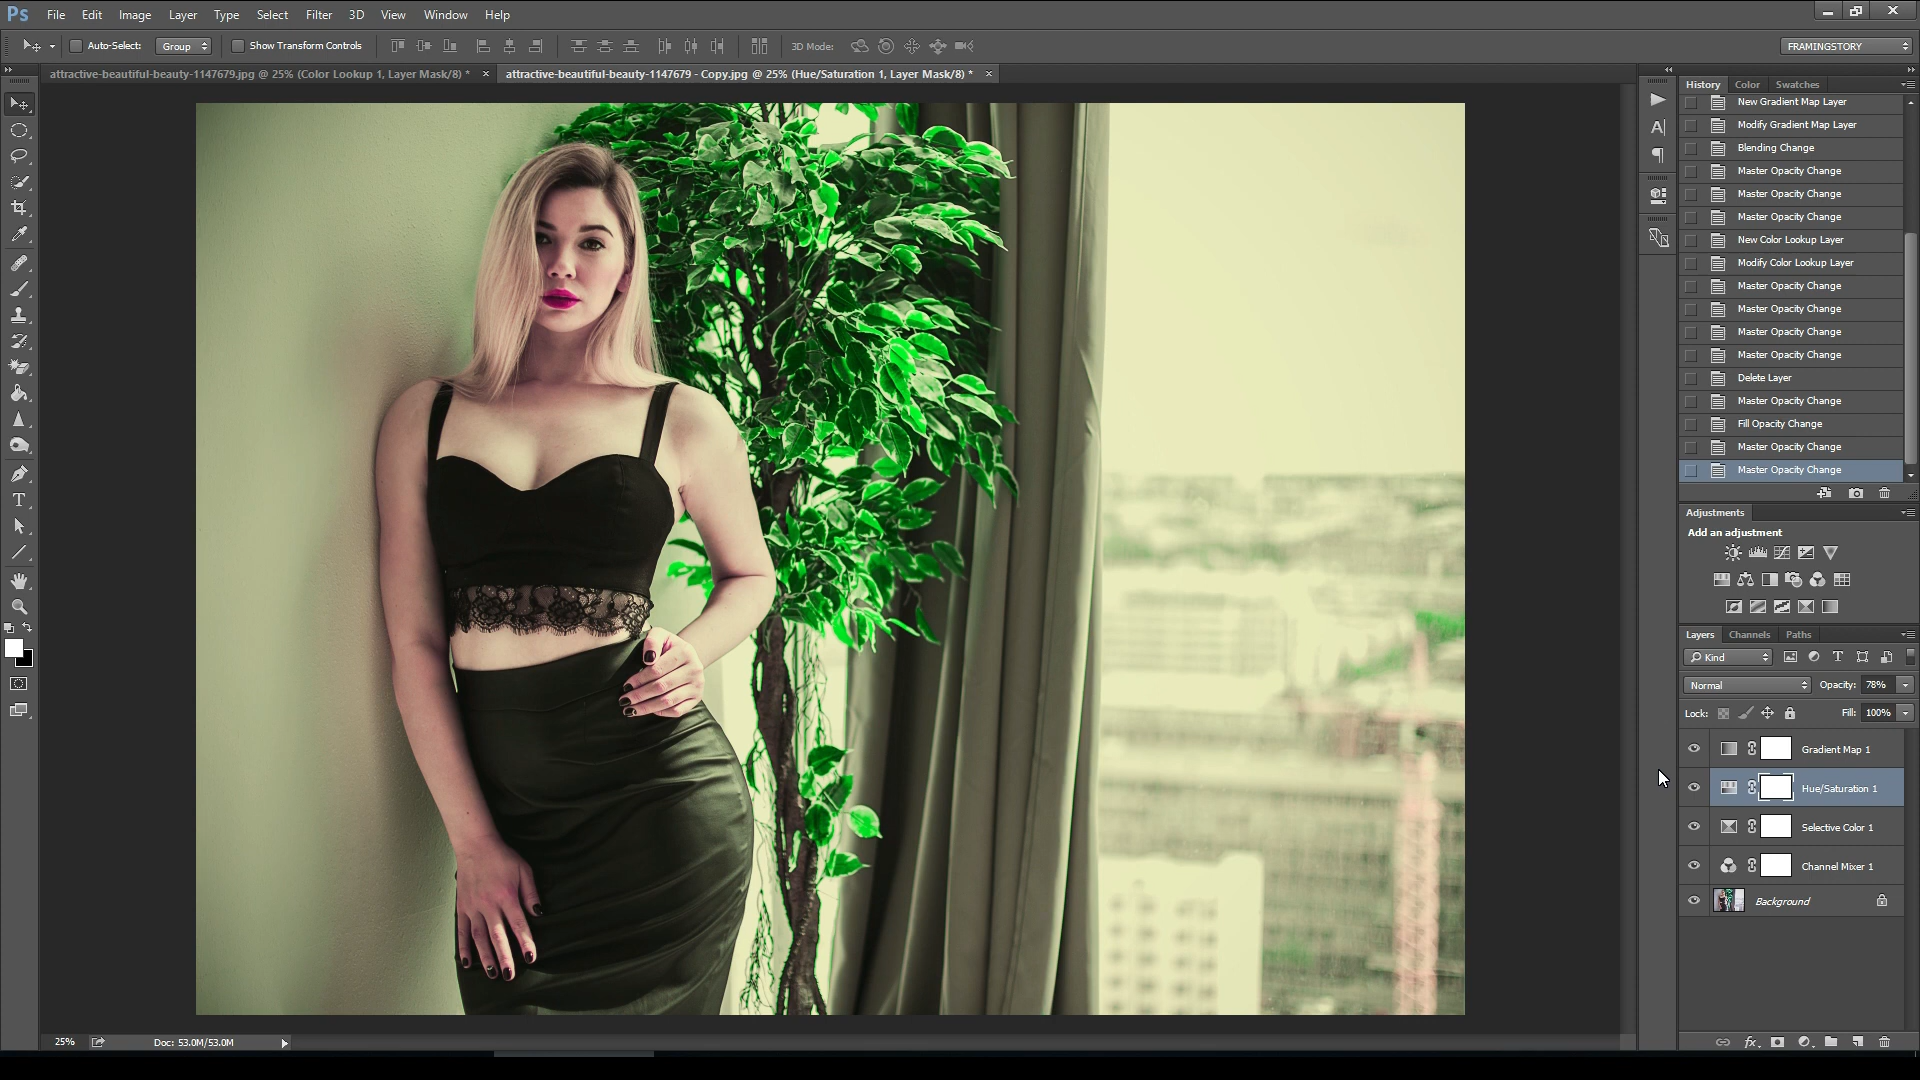 Ps File Edit Image Layer Type Select Filter 3D View Window Help
Auto-Select: Group Show Transform Controls 3D Mode: FRAMINGSTORY
attractive-beautiful-beauty-1147679.jpg @ 25% (Color Lookup 1, Layer Mask/8) * × attractive-beautiful-beauty-1147679 - Copy.jpg @ 25% (Hue/Saturation 1, Layer Mask/8) * ×
History Color Swatches
New Gradient Map Layer
Modify Gradient Map Layer
Blending Change
Master Opacity Change
Master Opacity Change
Master Opacity Change
New Color Lookup Layer
Modify Color Lookup Layer
Master Opacity Change
Master Opacity Change
Master Opacity Change
Master Opacity Change
Delete Layer
Master Opacity Change
Fill Opacity Change
Master Opacity Change
Master Opacity Change
Adjustments
Add an adjustment
Layers Channels Paths
Kind
Normal Opacity: 78%
Lock: Fill: 100%
Gradient Map 1
Hue/Saturation 1
Selective Color 1
Channel Mixer 1
Background
25% Doc: 53.0M/53.0M